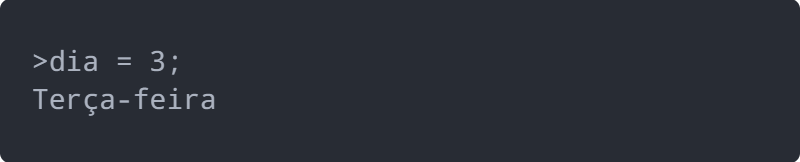 >dia = 3;
Terça-feira